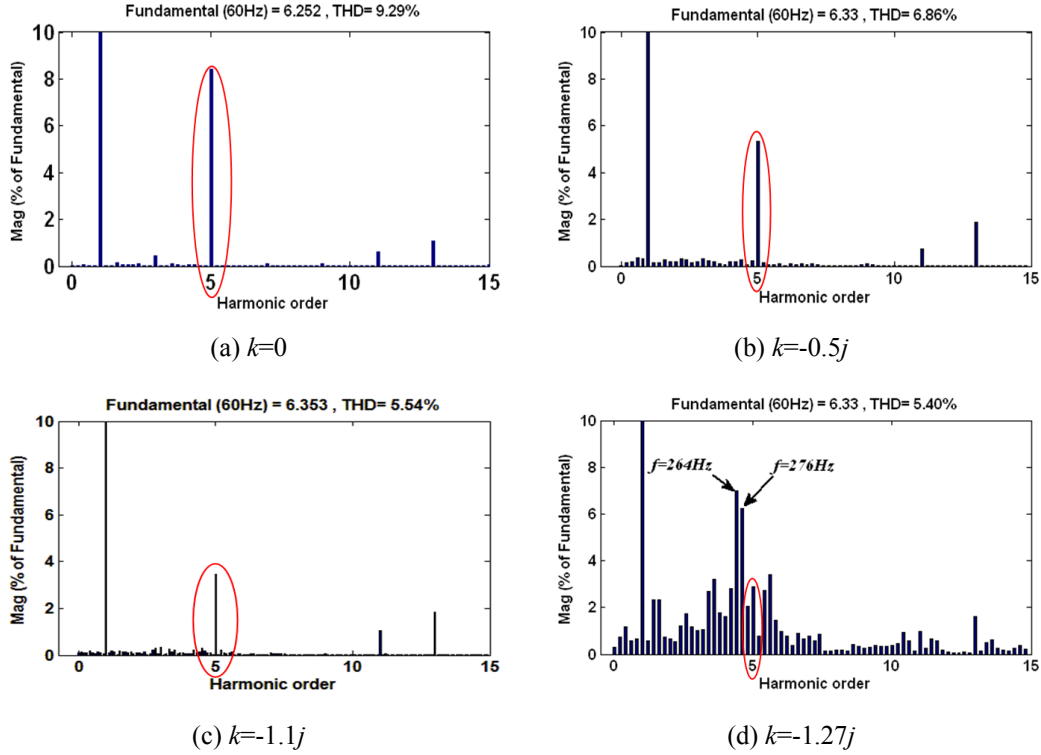 Fundamental (60Hz) = 6.252 , THD= 9.29%
Mag (% of Fundamental)
10
8
6
4
2
0
0
5
10
15
Harmonic order
(a) k=0
Fundamental (60Hz) = 6.33 , THD= 6.86%
Mag (% of Fundamental)
10
8
6
4
2
0
0
5
10
15
Harmonic order
(b) k=-0.5j
Fundamental (60Hz) = 6.353 , THD= 5.54%
Mag (% of Fundamental)
10
8
6
4
2
0
0
5
10
15
Harmonic order
(c) k=-1.1j
Fundamental (60Hz) = 6.33 , THD= 5.40%
Mag (% of Fundamental)
10
8
6
4
2
0
f=264Hz
f=276Hz
0
5
10
15
Harmonic order
(d) k=-1.27j